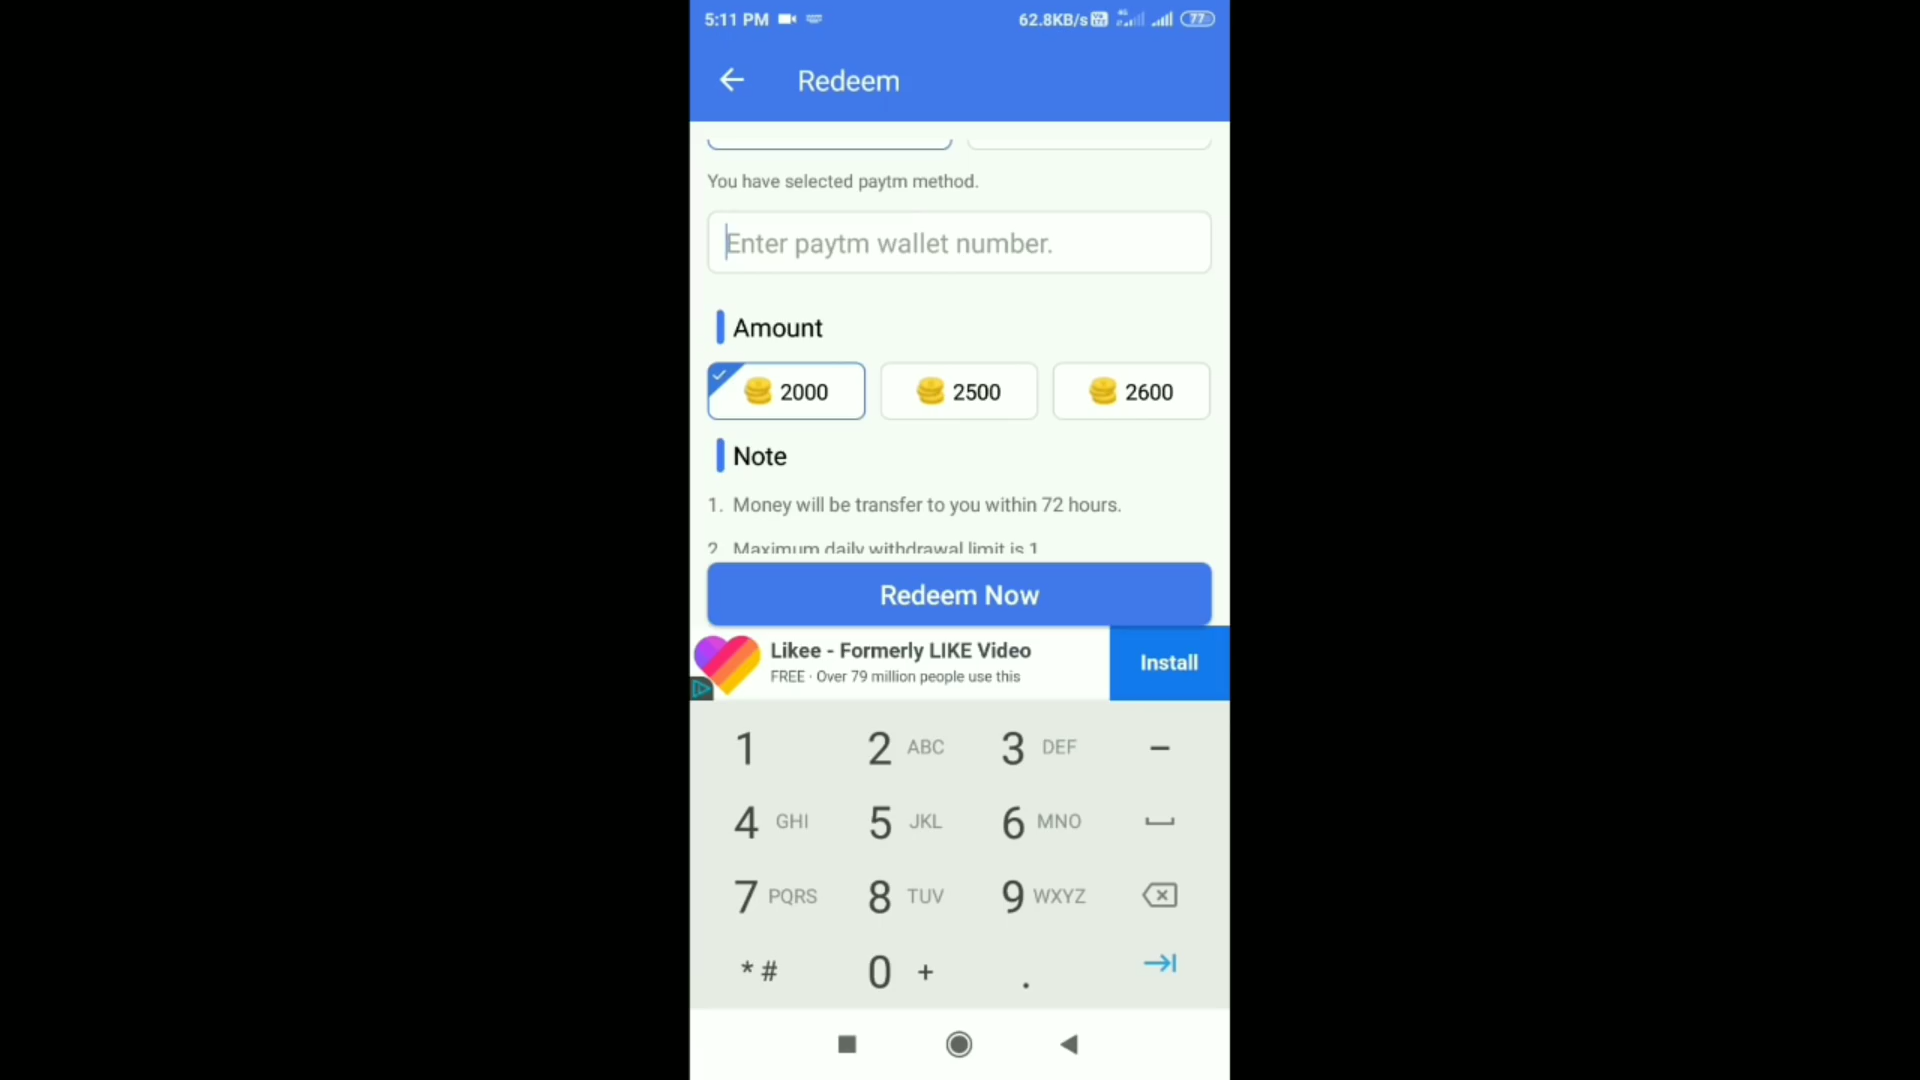 5:11 PM 62.8KB/s 4G 77
Redeem
You have selected paytm method.
Enter paytm wallet number.
Amount
2000 2500 2600
Note
1. Money will be transfer to you within 72 hours.
2. Maximum daily withdrawal limit is 1
Redeem Now
Likee - Formerly LIKE Video
FREE · Over 79 million people use this
Install
1 2 ABC 3 DEF −
4 GHI 5 JKL 6 MNO
7 PQRS 8 TUV 9 WXYZ
* # 0 + .